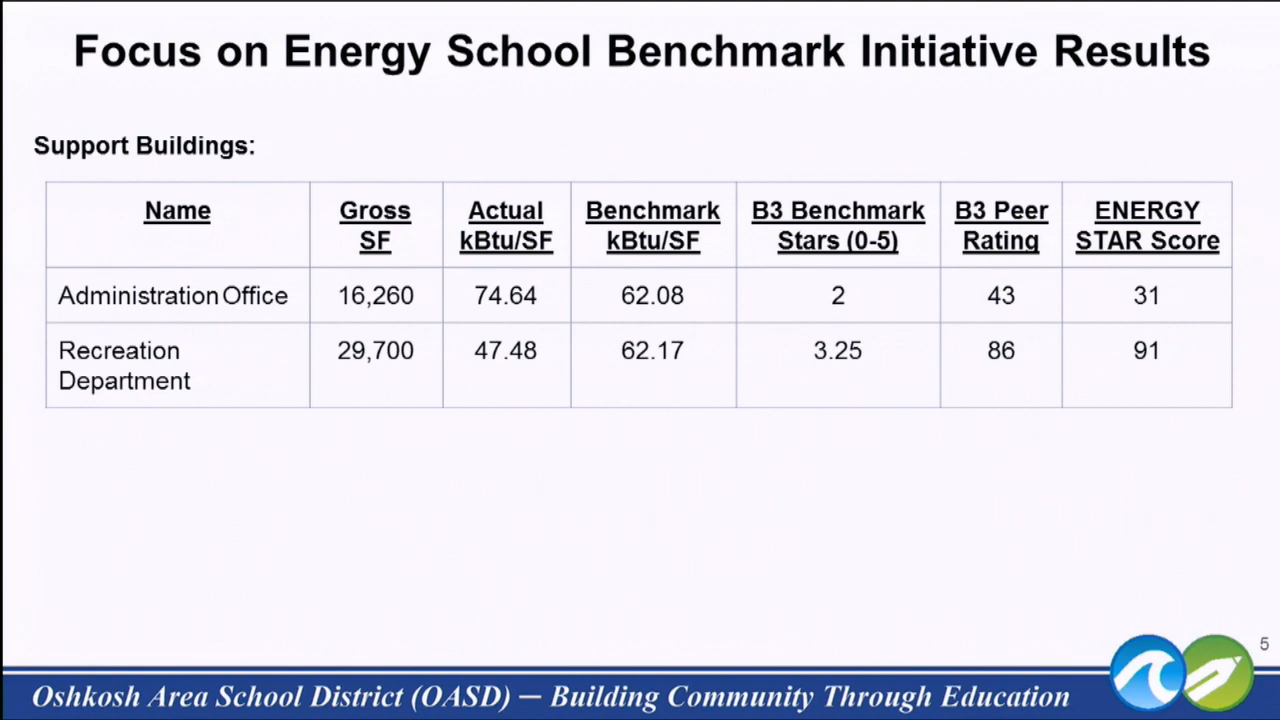 Focus on Energy School Benchmark Initiative Results
Support Buildings:
Name
Gross
SF
Actual
kBtu/SF
Benchmark
kBtu/SF
B3 Benchmark
Stars (0-5)
B3 Peer
Rating
ENERGY
STAR Score
Administration Office 16,260 74.64 62.08 2 43 31
Recreation
Department
29,700 47.48 62.17 3.25 86 91
5
Oshkosh Area School District (OASD) — Building Community Through Education